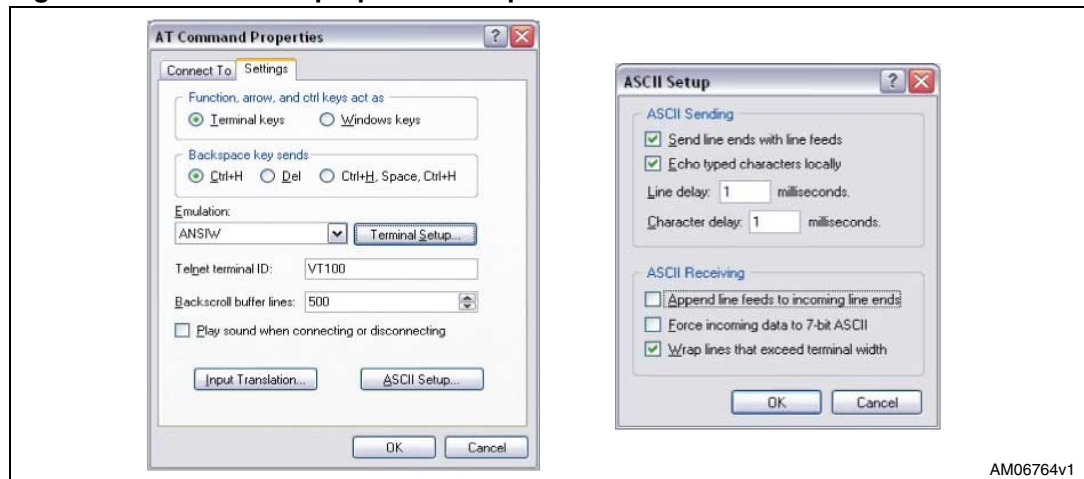 AT Command Properties
Connect To Settings
Function, arrow, and ctrl keys act as
Terminal keys Windows keys
Backspace key sends
Ctrl+H Del Ctrl+H, Space, Ctrl+H
Emulation:
ANSIW Terminal Setup...
Telnet terminal ID: VT100
Backscroll buffer lines: 500
Play sound when connecting or disconnecting
Input Translation... ASCII Setup...
OK Cancel
ASCII Setup
ASCII Sending
Send line ends with line feeds
Echo typed characters locally
Line delay: 1 milliseconds.
Character delay: 1 milliseconds.
ASCII Receiving
Append line feeds to incoming line ends
Force incoming data to 7-bit ASCII
Wrap lines that exceed terminal width
OK Cancel
AM06764v1